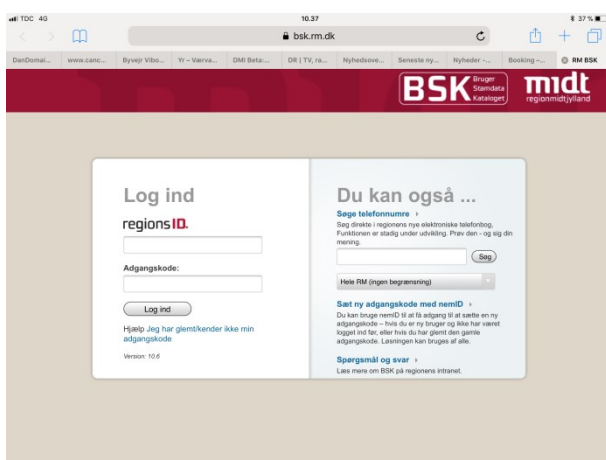 TDC 4G
10.37
37 %
bsk.rm.dk
DanDomai...
www.canc...
Byvejr Vibo...
Yr – Værva...
DMI Beta:...
DR | TV, ra...
Nyhedsove...
Seneste ny...
Nyheder -...
Booking –...
RM BSK
BSK Bruger
Stamdata
Kataloget
midt
regionmidtjylland
Log ind
regionsID.
Adgangskode:
Log ind
Hjælp Jeg har glemt/kender ikke min
adgangskode
Version: 10.6
Du kan også ...
Søge telefonnumre ›
Søg direkte i regionens nye elektroniske telefonbog,
Funktionen er stadig under udvikling. Prøv den - og sig din
mening.
Søg
Hele RM (ingen begrænsning)
Sæt ny adgangskode med nemID ›
Du kan bruge nemID til at få adgang til at sætte en ny
adgangskode – hvis du er ny bruger og ikke har været
logget ind før, eller hvis du har glemt den gamle
adgangskode. Løsningen kan bruges af alle.
Spørgsmål og svar ›
Læs mere om BSK på regionens intranet.